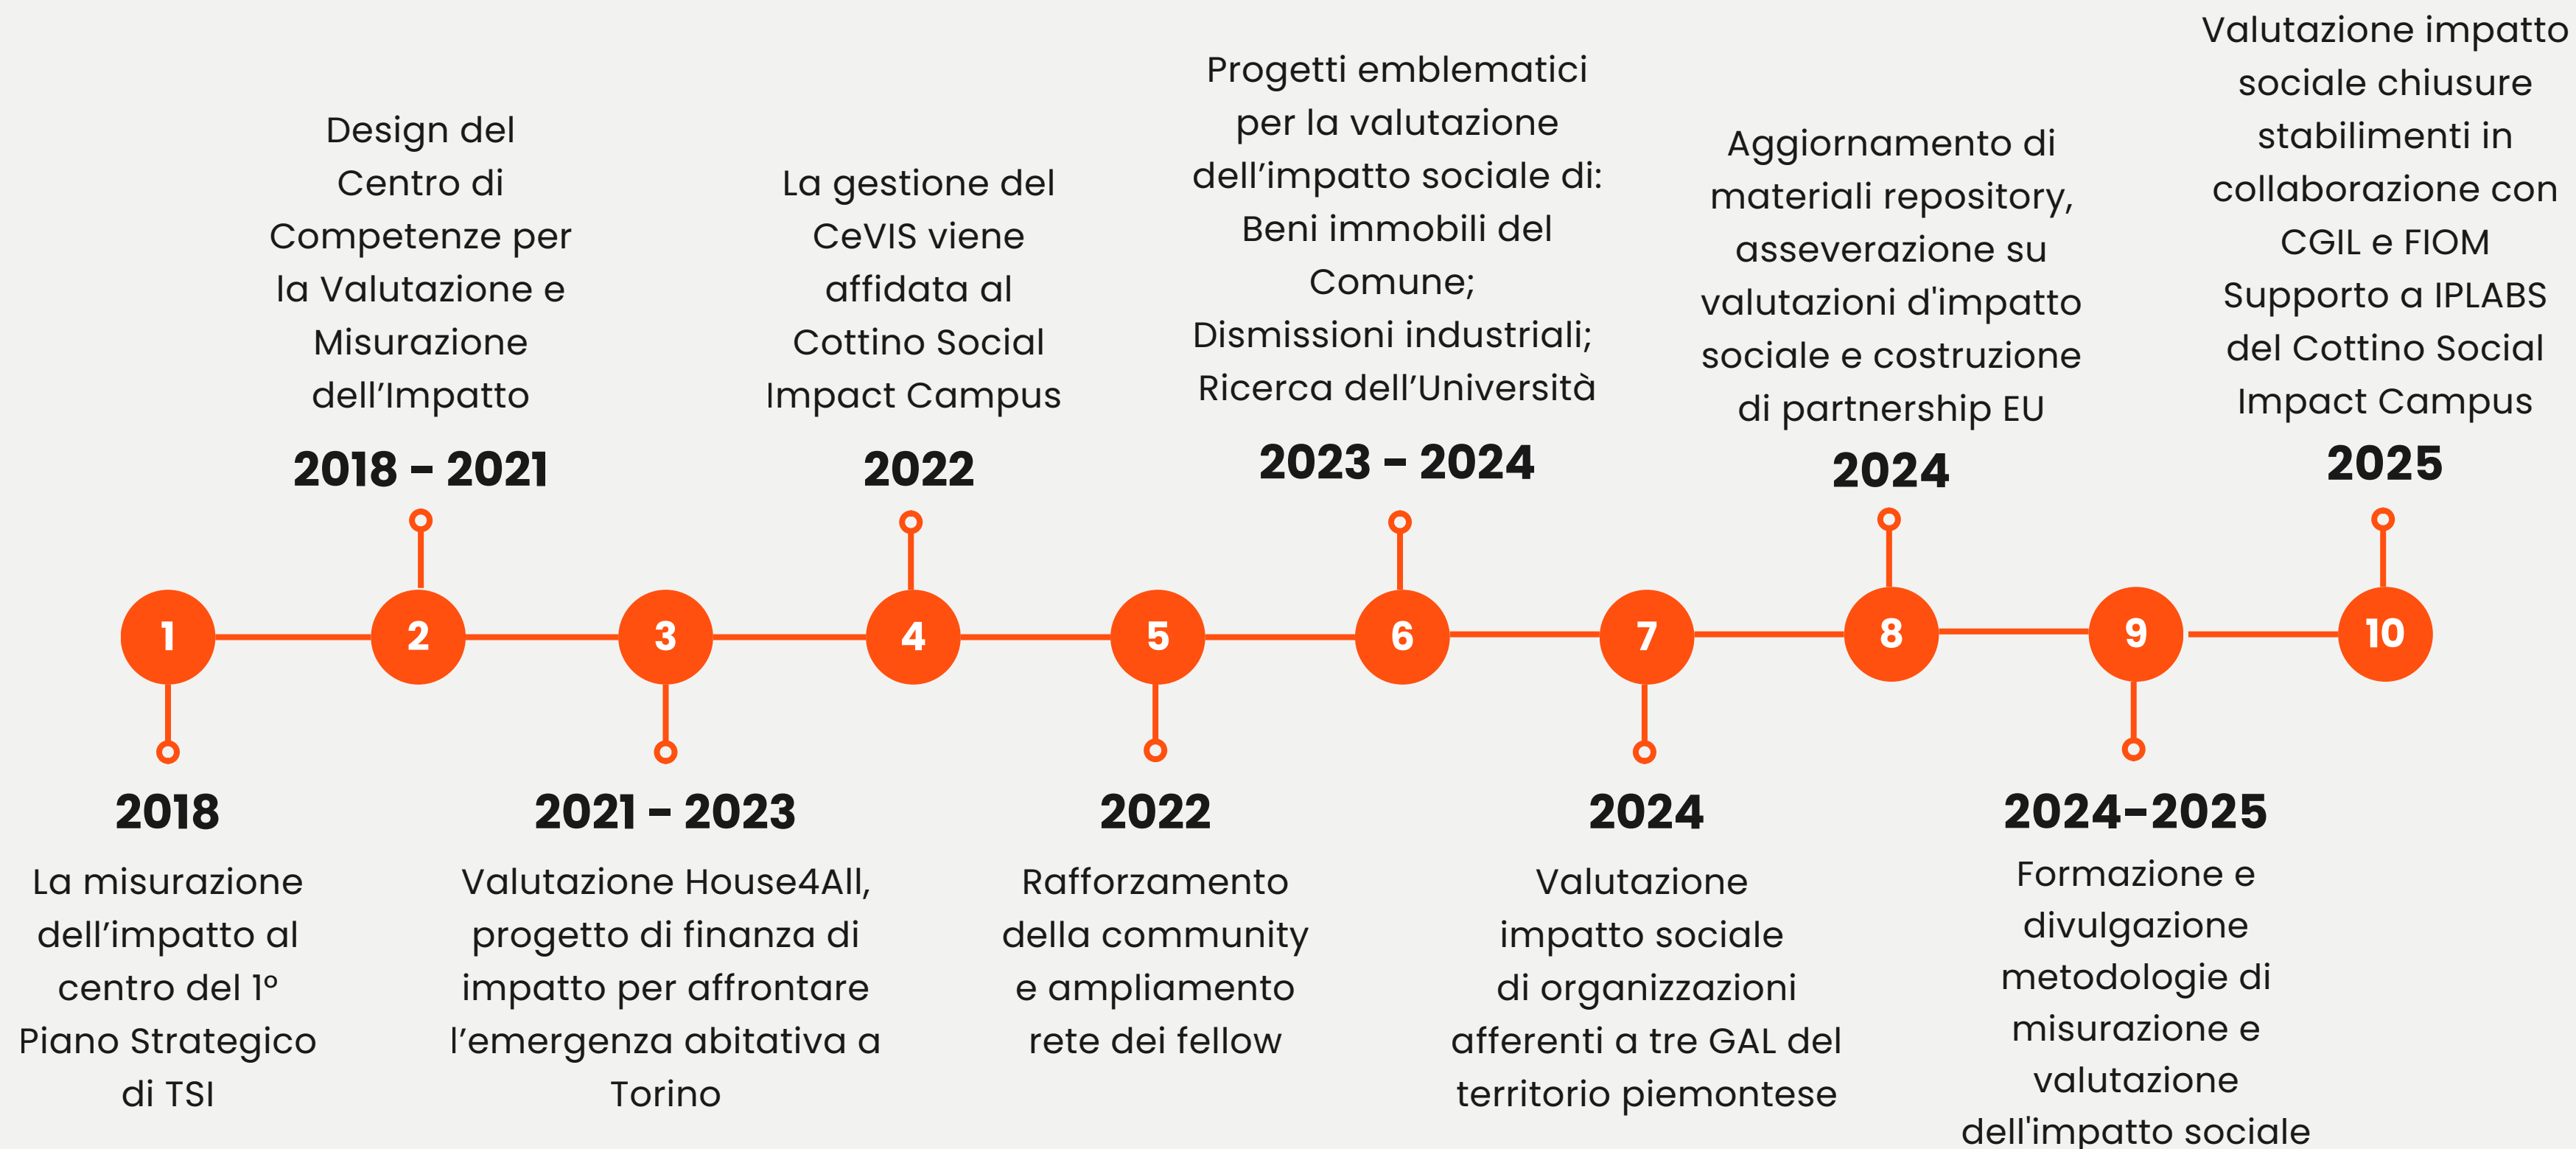 1
2018
La misurazione
dell’impatto al
centro del 1°
Piano Strategico
di TSI
Design del
Centro di
Competenze per
la Valutazione e
Misurazione
dell’Impatto
2018 – 2021
2
3
2021 – 2023
Valutazione House4All,
progetto di finanza di
impatto per affrontare
l’emergenza abitativa a
Torino
La gestione del
CeVIS viene
affidata al
Cottino Social
Impact Campus
2022
4
5
2022
Rafforzamento
della community
e ampliamento
rete dei fellow
Progetti emblematici
per la valutazione
dell’impatto sociale di:
Beni immobili del
Comune;
Dismissioni industriali;
Ricerca dell’Università
2023 – 2024
6
7
2024
Valutazione
impatto sociale
di organizzazioni
afferenti a tre GAL del
territorio piemontese
Aggiornamento di
materiali repository,
asseverazione su
valutazioni d'impatto
sociale e costruzione
di partnership EU
2024
8
9
2024-2025
Formazione e
divulgazione
metodologie di
misurazione e
valutazione
dell'impatto sociale
Valutazione impatto
sociale chiusure
stabilimenti in
collaborazione con
CGIL e FIOM
Supporto a IPLABS
del Cottino Social
Impact Campus
2025
10